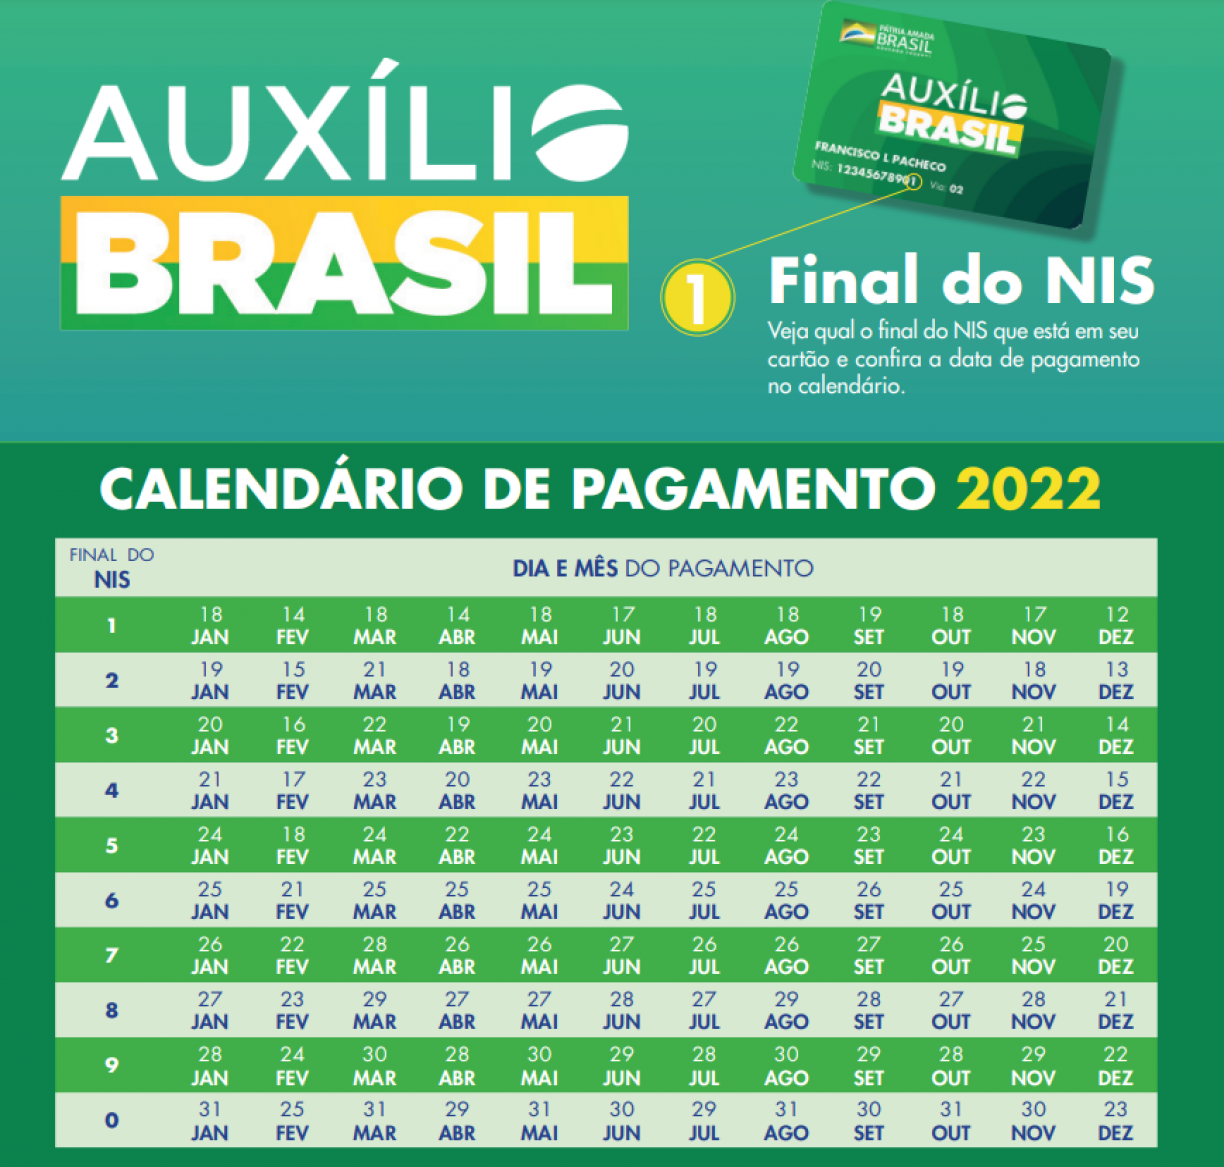 PÁTRIA AMADA
BRASIL
AUXÍLIO
BRASIL
FRANCISCO L PACHECO
NIS: 12345678901 Via: 02
AUXÍLIO
BRASIL
1
Final do NIS
Veja qual o final do NIS que está em seu
cartão e confira a data de pagamento
no calendário.
CALENDÁRIO DE PAGAMENTO 2022
FINAL DO
NIS
DIA E MÊS DO PAGAMENTO
1
18 14 18 14 18 17 18 18 19 18 17 12
JAN FEV MAR ABR MAI JUN JUL AGO SET OUT NOV DEZ
2
19 15 21 18 19 20 19 19 20 19 18 13
JAN FEV MAR ABR MAI JUN JUL AGO SET OUT NOV DEZ
3
20 16 22 19 20 21 20 22 21 20 21 14
JAN FEV MAR ABR MAI JUN JUL AGO SET OUT NOV DEZ
4
21 17 23 20 23 22 21 23 22 21 22 15
JAN FEV MAR ABR MAI JUN JUL AGO SET OUT NOV DEZ
5
24 18 24 22 24 23 22 24 23 24 23 16
JAN FEV MAR ABR MAI JUN JUL AGO SET OUT NOV DEZ
6
25 21 25 25 25 24 25 25 26 25 24 19
JAN FEV MAR ABR MAI JUN JUL AGO SET OUT NOV DEZ
7
26 22 28 26 26 27 26 26 27 26 25 20
JAN FEV MAR ABR MAI JUN JUL AGO SET OUT NOV DEZ
8
27 23 29 27 27 28 27 29 28 27 28 21
JAN FEV MAR ABR MAI JUN JUL AGO SET OUT NOV DEZ
9
28 24 30 28 30 29 28 30 29 28 29 22
JAN FEV MAR ABR MAI JUN JUL AGO SET OUT NOV DEZ
0
31 25 31 29 31 30 29 31 30 31 30 23
JAN FEV MAR ABR MAI JUN JUL AGO SET OUT NOV DEZ